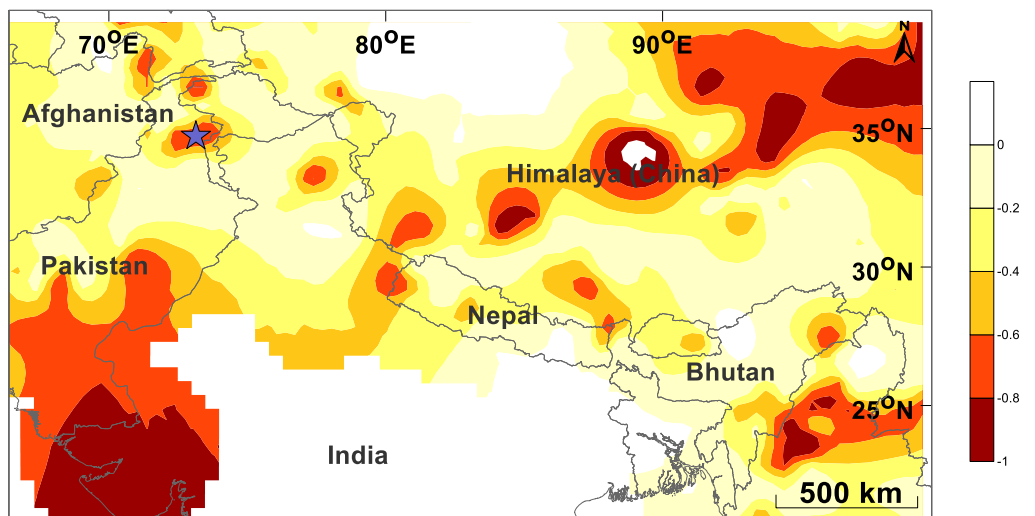 70°E 80°E 90°E N
Afghanistan
35°N
Himalaya (China)
Pakistan
30°N
Nepal
Bhutan
25°N
India
500 km
0
-0.2
-0.4
-0.6
-0.8
-1